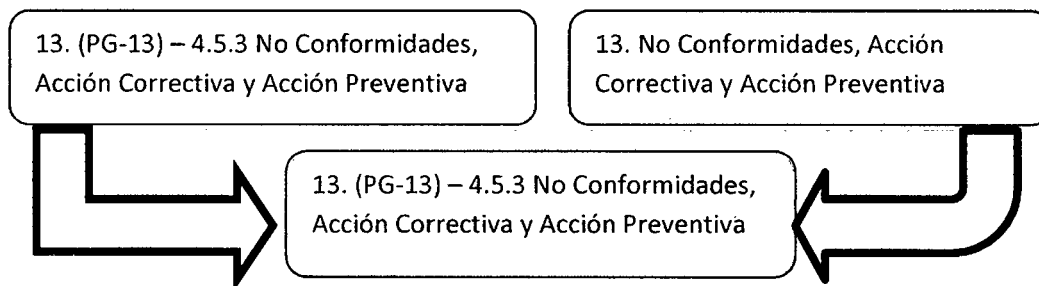 13. (PG-13) – 4.5.3 No Conformidades,
Acción Correctiva y Acción Preventiva
13. No Conformidades, Acción
Correctiva y Acción Preventiva
13. (PG-13) – 4.5.3 No Conformidades,
Acción Correctiva y Acción Preventiva